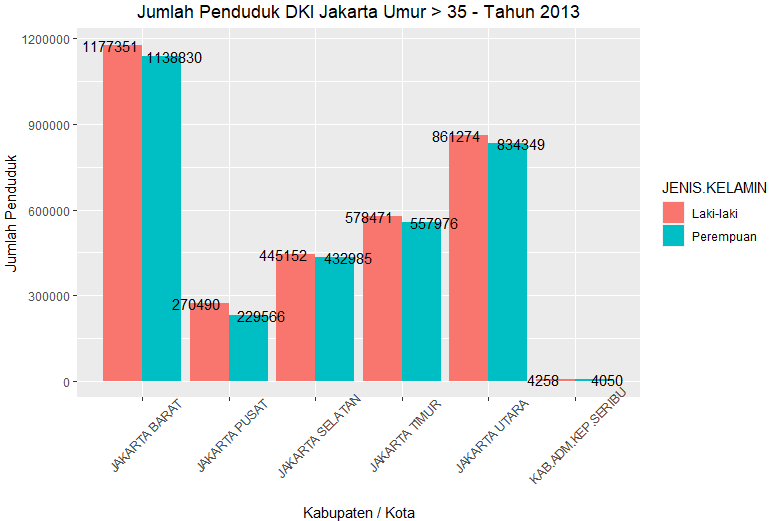 Jumlah Penduduk DKI Jakarta Umur > 35 - Tahun 2013
1200000
900000
600000
300000
0
Jumlah Penduduk
1177351
1138830
270490
229566
445152
432985
578471
557976
861274
834349
4258
4050
JAKARTA BARAT
JAKARTA PUSAT
JAKARTA SELATAN
JAKARTA TIMUR
JAKARTA UTARA
KAB.ADM.KEP.SERIBU
Kabupaten / Kota
JENIS.KELAMIN
Laki-laki
Perempuan